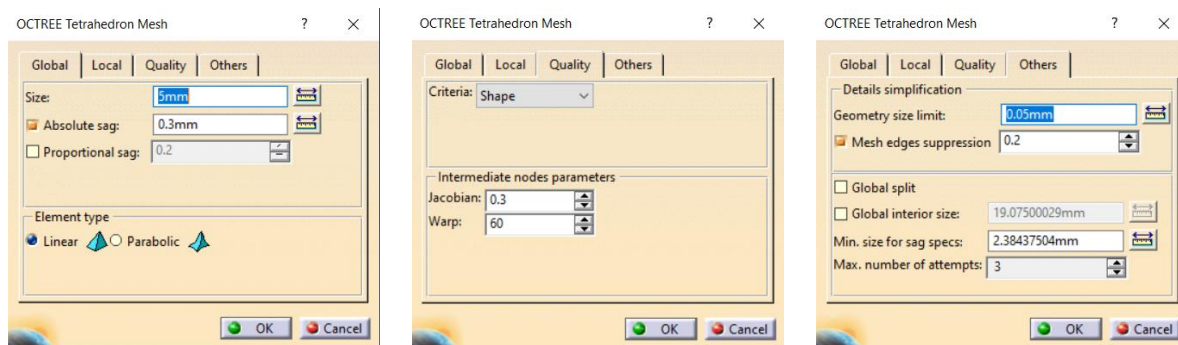 OCTREE Tetrahedron Mesh ? ×
Global Local Quality Others
Size: 5mm
Absolute sag: 0.3mm
Proportional sag: 0.2
Element type
Linear Parabolic
OK Cancel
OCTREE Tetrahedron Mesh ? ×
Global Local Quality Others
Criteria: Shape
Intermediate nodes parameters
Jacobian: 0.3
Warp: 60
OK Cancel
OCTREE Tetrahedron Mesh ? ×
Global Local Quality Others
Details simplification
Geometry size limit: 0.05mm
Mesh edges suppression 0.2
Global split
Global interior size: 19.07500029mm
Min. size for sag specs: 2.38437504mm
Max. number of attempts: 3
OK Cancel